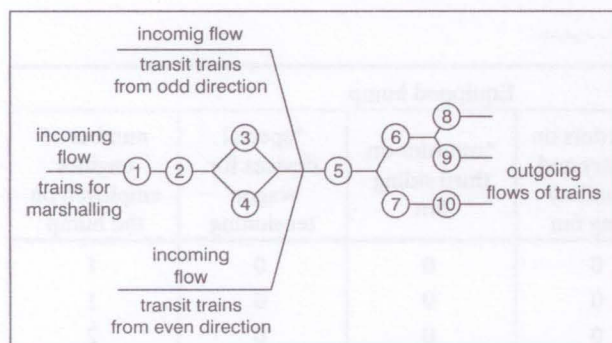 incomig flow
transit trains
from odd direction
incoming
flow
trains for
marshalling
1
2
3
4
5
6
7
8
9
10
outgoing
flows of trains
incoming
flow
transit trains
from even direction